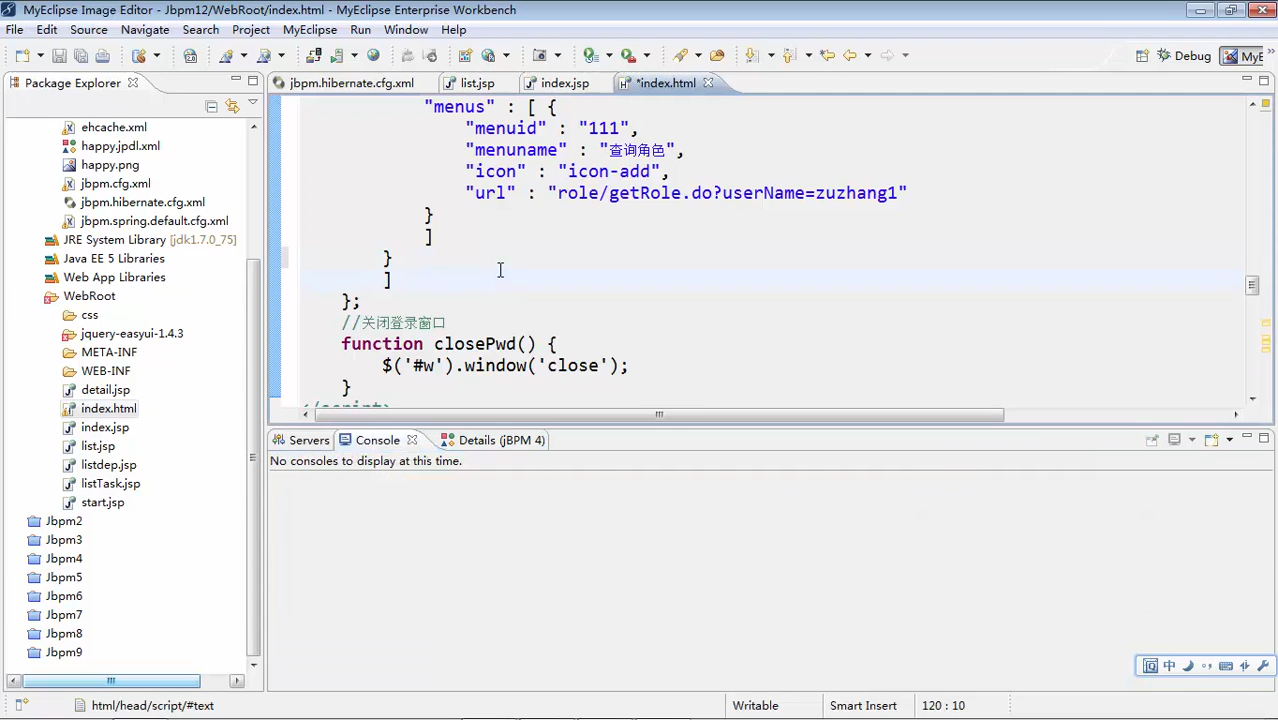 MyEclipse Image Editor - Jbpm12/WebRoot/index.html - MyEclipse Enterprise Workbench
File Edit Source Navigate Search Project MyEclipse Run Window Help
Debug MyE
Package Explorer
jbpm.hibernate.cfg.xml list.jsp index.jsp *index.html
ehcache.xml
happy.jpdl.xml
happy.png
jbpm.cfg.xml
jbpm.hibernate.cfg.xml
jbpm.spring.default.cfg.xml
JRE System Library [jdk1.7.0_75]
Java EE 5 Libraries
Web App Libraries
WebRoot
css
jquery-easyui-1.4.3
META-INF
WEB-INF
detail.jsp
index.html
index.jsp
list.jsp
listdep.jsp
listTask.jsp
start.jsp
Jbpm2
Jbpm3
Jbpm4
Jbpm5
Jbpm6
Jbpm7
Jbpm8
Jbpm9
"menus" : [ {
"menuid" : "111",
"menuname" : "查询角色",
"icon" : "icon-add",
"url" : "role/getRole.do?userName=zuzhang1"
}
]
}
]
};
//关闭登录窗口
function closePwd() {
$('#w').window('close');
}
</script>
Servers Console Details (jBPM 4)
No consoles to display at this time.
中
html/head/script/#text Writable Smart Insert 120 : 10